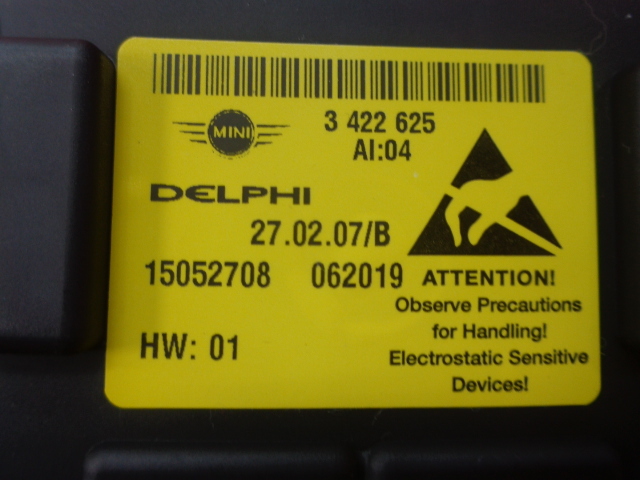 MINI
3 422 625
AI:04
DELPHI
27.02.07/B
15052708 062019
HW: 01
ATTENTION!
Observe Precautions
for Handling!
Electrostatic Sensitive
Devices!